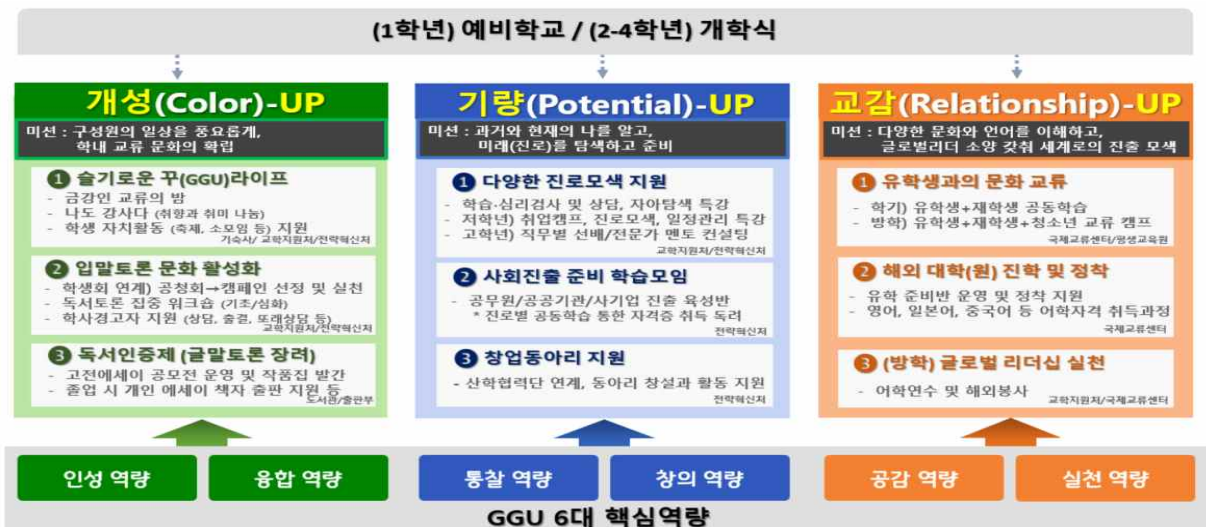 (1학년) 예비학교 / (2-4학년) 개학식
개성(Color)-UP
미션 : 구성원의 일상을 풍요롭게,
학내 교류 문화의 확립
1 슬기로운 꾸(GGU)라이프
- 금강인 교류의 밤
- 나도 강사다 (취향과 취미 나눔)
- 학생 자치활동 (축제, 소모임 등) 지원
기숙사/ 교학지원처/전략혁신처
2 입말토론 문화 활성화
- 학생회 연계) 공청회→캠페인 선정 및 실천
- 독서토론 집중 워크숍 (기초/심화)
- 학사경고자 지원 (상담, 출결, 또래상담 등)
교학지원처/전략혁신처
3 독서인증제 (글말토론 장려)
- 고전에세이 공모전 운영 및 작품집 발간
- 졸업 시 개인 에세이 책자 출판 지원 등
도서관/출판부
기량(Potential)-UP
미션 : 과거와 현재의 나를 알고,
미래(진로)를 탐색하고 준비
1 다양한 진로모색 지원
- 학습·심리검사 및 상담, 자아탐색 특강
- 저학년) 취업캠프, 진로모색, 일정관리 특강
- 고학년) 직무별 선배/전문가 멘토 컨설팅
교학지원처/전략혁신처
2 사회진출 준비 학습모임
- 공무원/공공기관/사기업 진출 육성반
* 진로별 공동학습 통한 자격증 취득 독려
전략혁신처
3 창업동아리 지원
- 산학협력단 연계, 동아리 창설과 활동 지원
전략혁신처
교감(Relationship)-UP
미션 : 다양한 문화와 언어를 이해하고,
글로벌리더 소양 갖춰 세계로의 진출 모색
1 유학생과의 문화 교류
- 학기) 유학생+재학생 공동학습
- 방학) 유학생+재학생+청소년 교류 캠프
국제교류센터/평생교육원
2 해외 대학(원) 진학 및 정착
- 유학 준비반 운영 및 정착 지원
- 영어, 일본어, 중국어 등 어학자격 취득과정
국제교류센터
3 (방학) 글로벌 리더십 실천
- 어학연수 및 해외봉사
교학지원처/국제교류센터
인성 역량
융합 역량
통찰 역량
창의 역량
공감 역량
실천 역량
GGU 6대 핵심역량